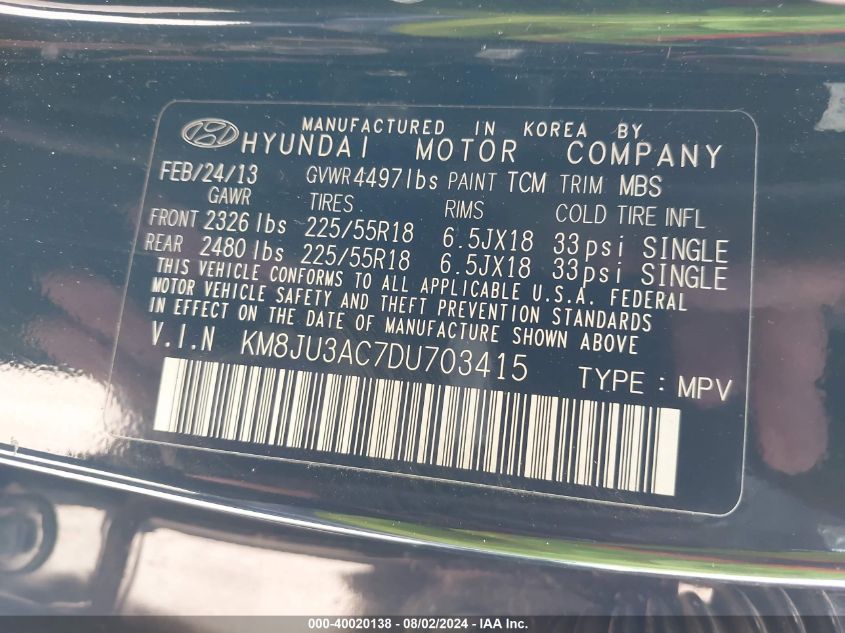 MANUFACTURED IN KOREA BY
HYUNDAI MOTOR COMPANY
FEB/24/13 GVWR 4497 lbs PAINT TCM TRIM MBS
GAWR TIRES RIMS COLD TIRE INFL
FRONT 2326 lbs 225/55R18 6.5JX18 33psi SINGLE
REAR 2480 lbs 225/55R18 6.5JX18 33psi SINGLE
THIS VEHICLE CONFORMS TO ALL APPLICABLE U.S.A. FEDERAL
MOTOR VEHICLE SAFETY AND THEFT PREVENTION STANDARDS
IN EFFECT ON THE DATE OF MANUFACTURE SHOWN ABOVE
V.I.N KM8JU3AC7DU703415 TYPE : MPV
000-40020138 - 08/02/2024 - IAA Inc.